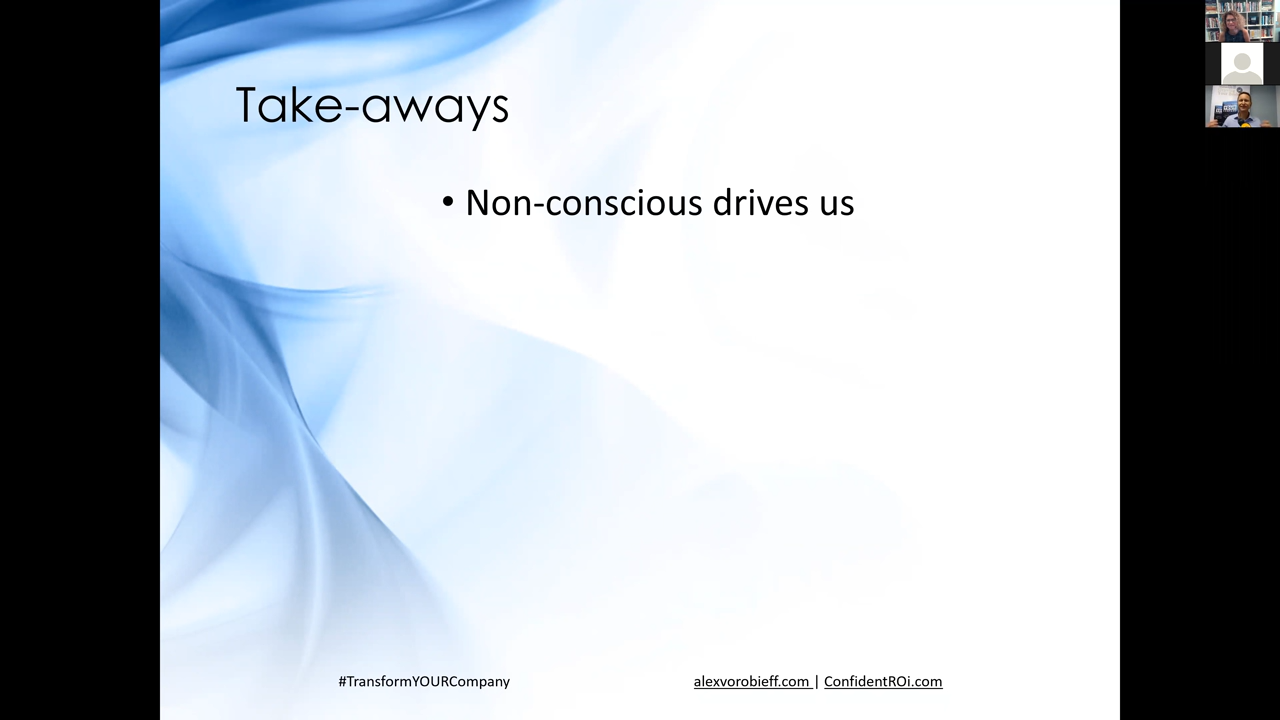 Take-aways
• Non-conscious drives us
#TransformYOURCompany
alexvorobieff.com | ConfidentROi.com